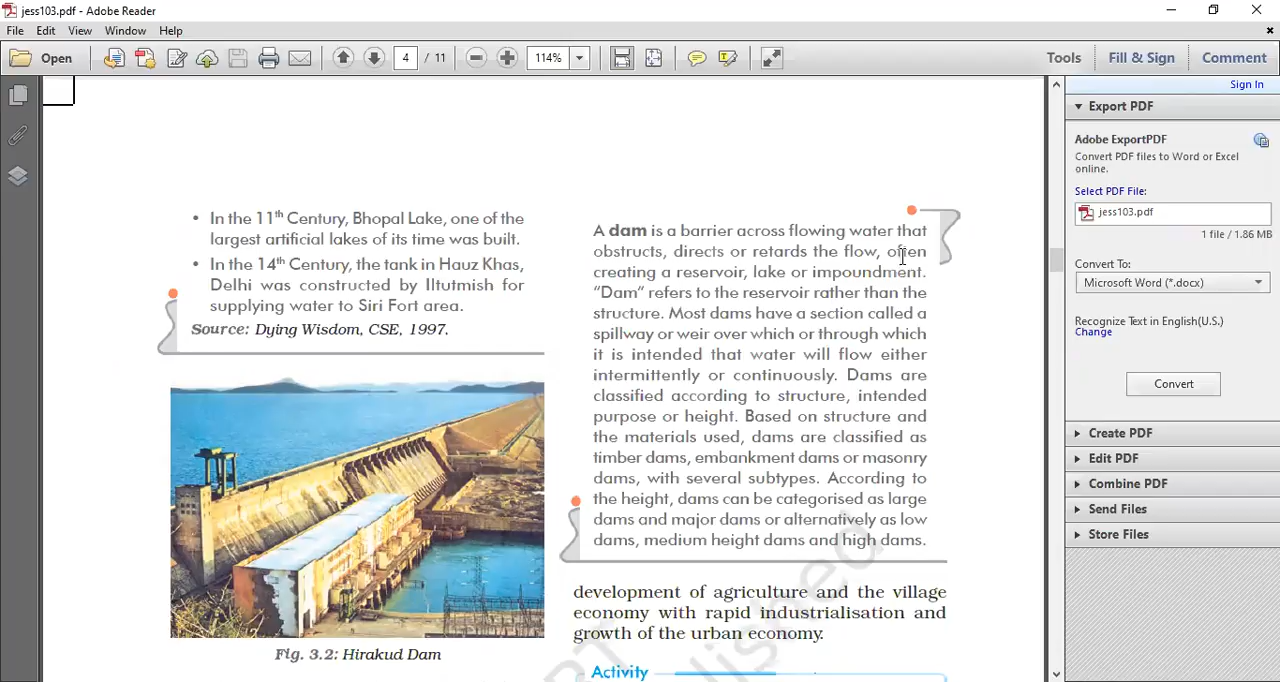 jess103.pdf - Adobe Reader
File Edit View Window Help
Open 4 / 11 114% Tools Fill & Sign Comment
Sign In
Export PDF
Adobe ExportPDF
Convert PDF files to Word or Excel
online.
Select PDF File:
jess103.pdf
1 file / 1.86 MB
Convert To:
Microsoft Word (*.docx)
Recognize Text in English(U.S.)
Change
Convert
Create PDF
Edit PDF
Combine PDF
Send Files
Store Files
• In the 11th Century, Bhopal Lake, one of the
largest artificial lakes of its time was built.
• In the 14th Century, the tank in Hauz Khas,
Delhi was constructed by Iltutmish for
supplying water to Siri Fort area.
Source: Dying Wisdom, CSE, 1997.
Fig. 3.2: Hirakud Dam
A dam is a barrier across flowing water that
obstructs, directs or retards the flow, often
creating a reservoir, lake or impoundment.
“Dam” refers to the reservoir rather than the
structure. Most dams have a section called a
spillway or weir over which or through which
it is intended that water will flow either
intermittently or continuously. Dams are
classified according to structure, intended
purpose or height. Based on structure and
the materials used, dams are classified as
timber dams, embankment dams or masonry
dams, with several subtypes. According to
the height, dams can be categorised as large
dams and major dams or alternatively as low
dams, medium height dams and high dams.
development of agriculture and the village
economy with rapid industrialisation and
growth of the urban economy.
Activity